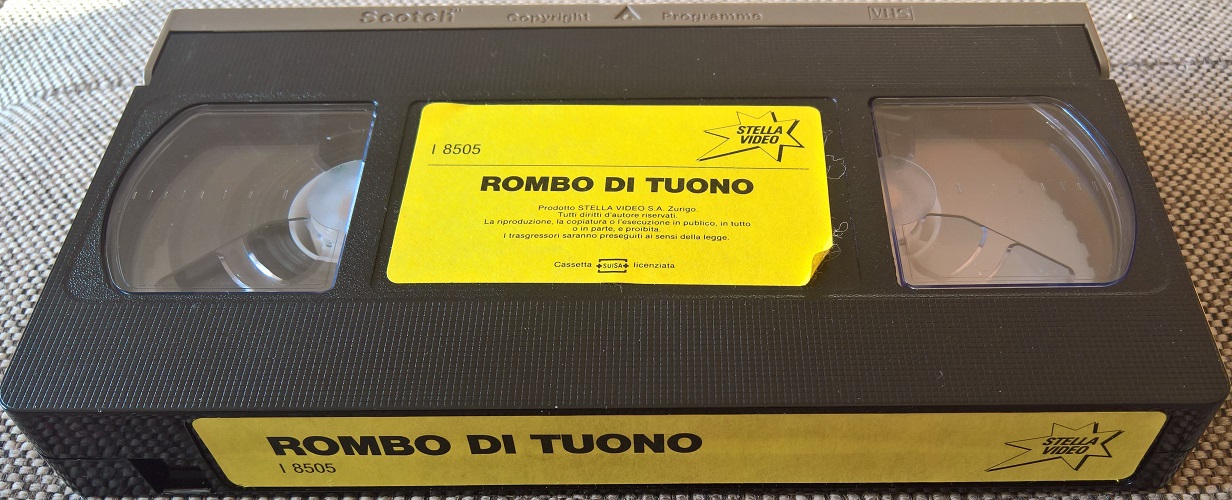 Scotch™ Copyright Programme VHS
STELLA
VIDEO
I 8505
ROMBO DI TUONO
Prodotto STELLA VIDEO S.A. Zurigo.
Tutti diritti d'autore riservati.
La riproduzione, la copiatura o l'esecuzione in publico, in tutto
o in parte, e proibita.
I trasgressori saranno preseguiti ai sensi della legge.
Cassetta SUISA licenziata
ROMBO DI TUONO
I 8505
STELLA
VIDEO